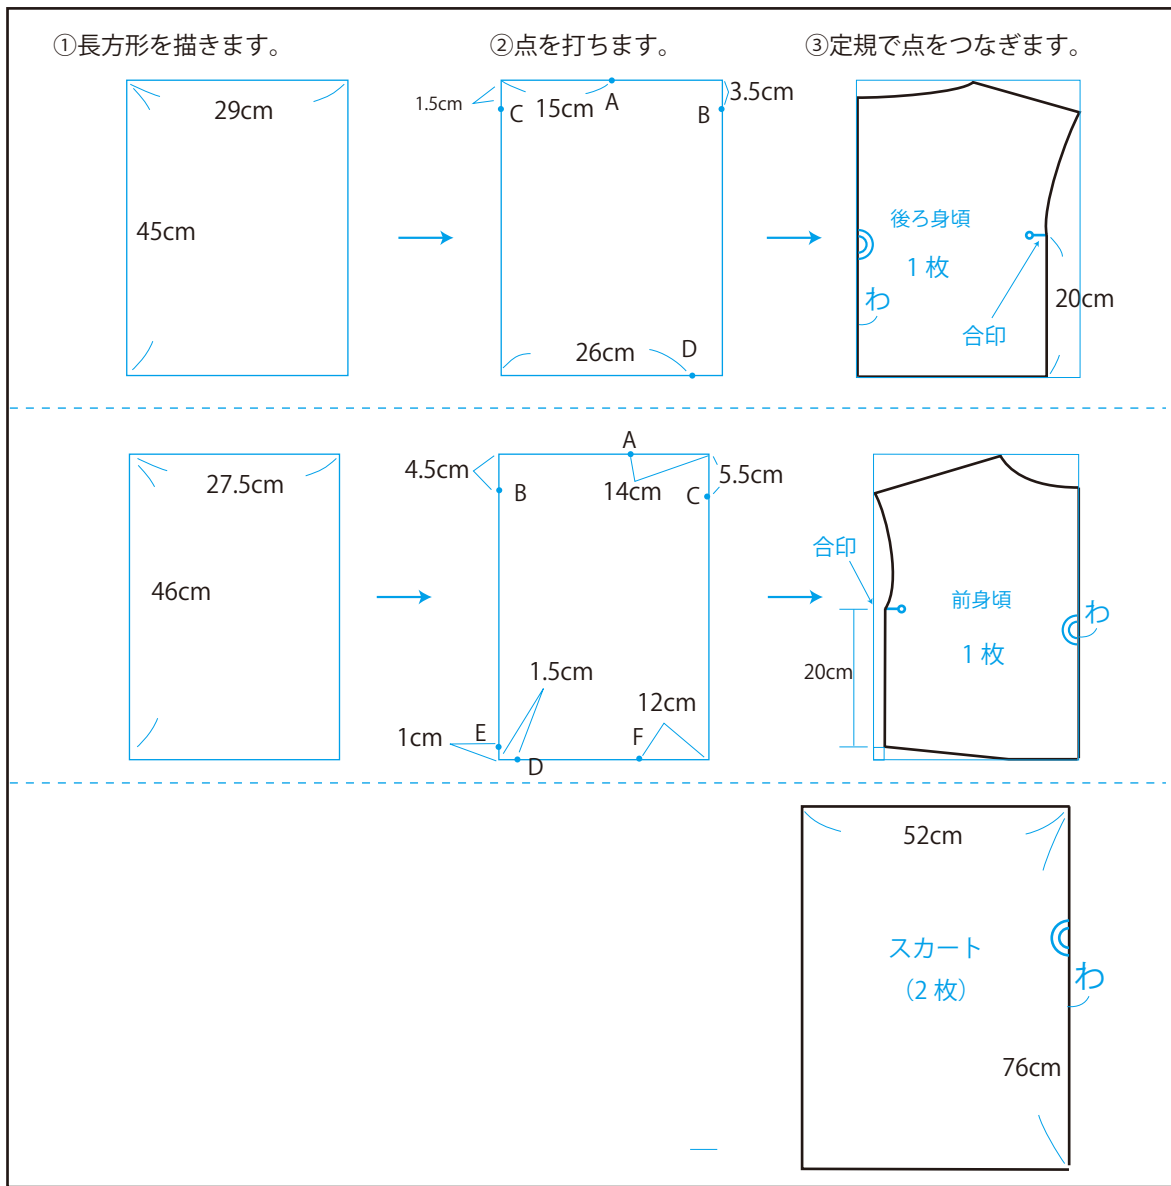 ①長方形を描きます。
②点を打ちます。
③定規で点をつなぎます。
29cm
45cm
1.5cm
C
15cm
A
3.5cm
B
26cm
D
後ろ身頃
1枚
わ
合印
20cm
27.5cm
46cm
A
4.5cm
B
14cm
C
5.5cm
1.5cm
12cm
E
1cm
D
F
合印
前身頃
1枚
わ
20cm
52cm
スカート
（2枚）
わ
76cm